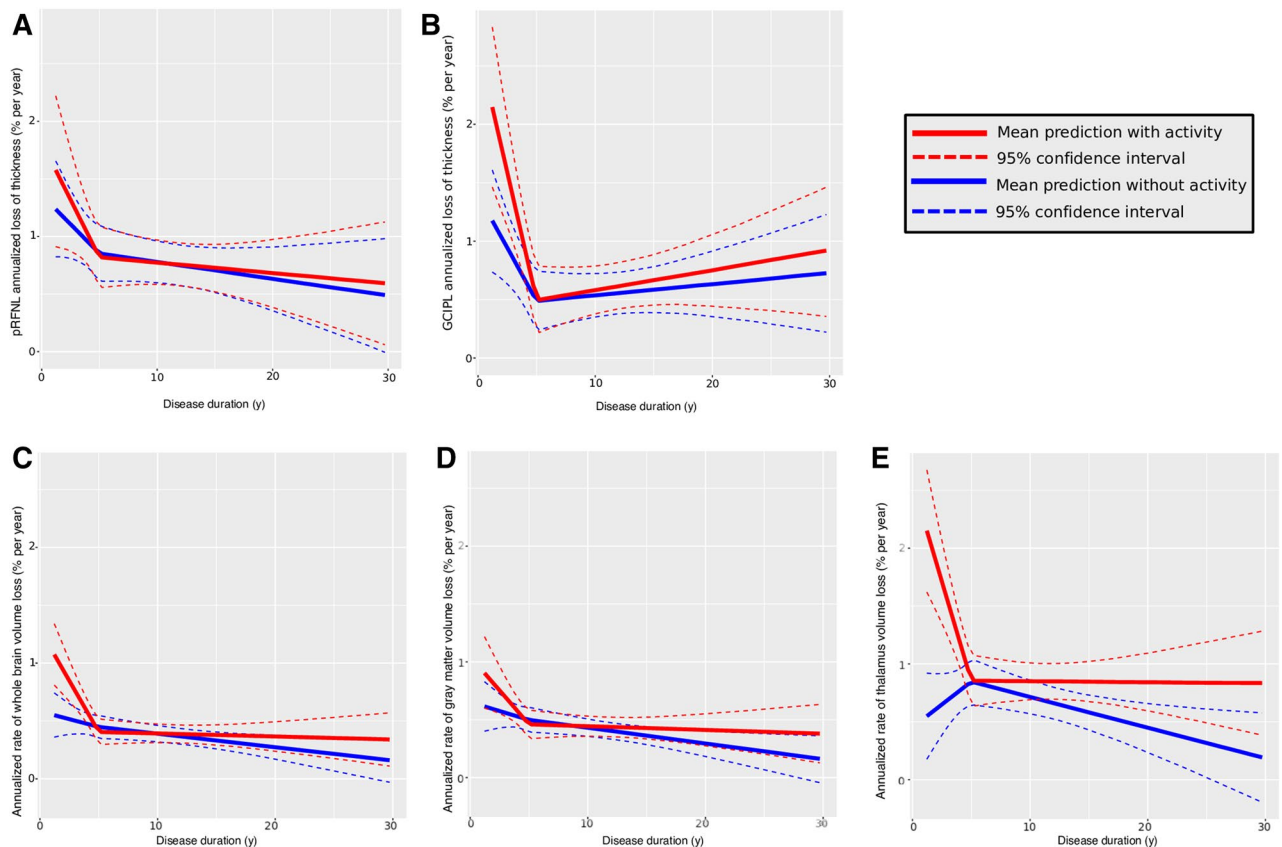 A
pRFNL annualized loss of thickness (% per year)
2
1
0
0 10 20 30
Disease duration (y)
B
GCIPL annualized loss of thickness (% per year)
2
1
0
0 10 20 30
Disease duration (y)
Mean prediction with activity
95% confidence interval
Mean prediction without activity
95% confidence interval
C
Annualized rate of whole brain volume loss (% per year)
2
1
0
0 10 20 30
Disease duration (y)
D
Annualized rate of gray matter volume loss (% per year)
2
1
0
0 10 20 30
Disease duration (y)
E
Annualized rate of thalamus volume loss (% per year)
2
1
0
0 10 20 30
Disease duration (y)